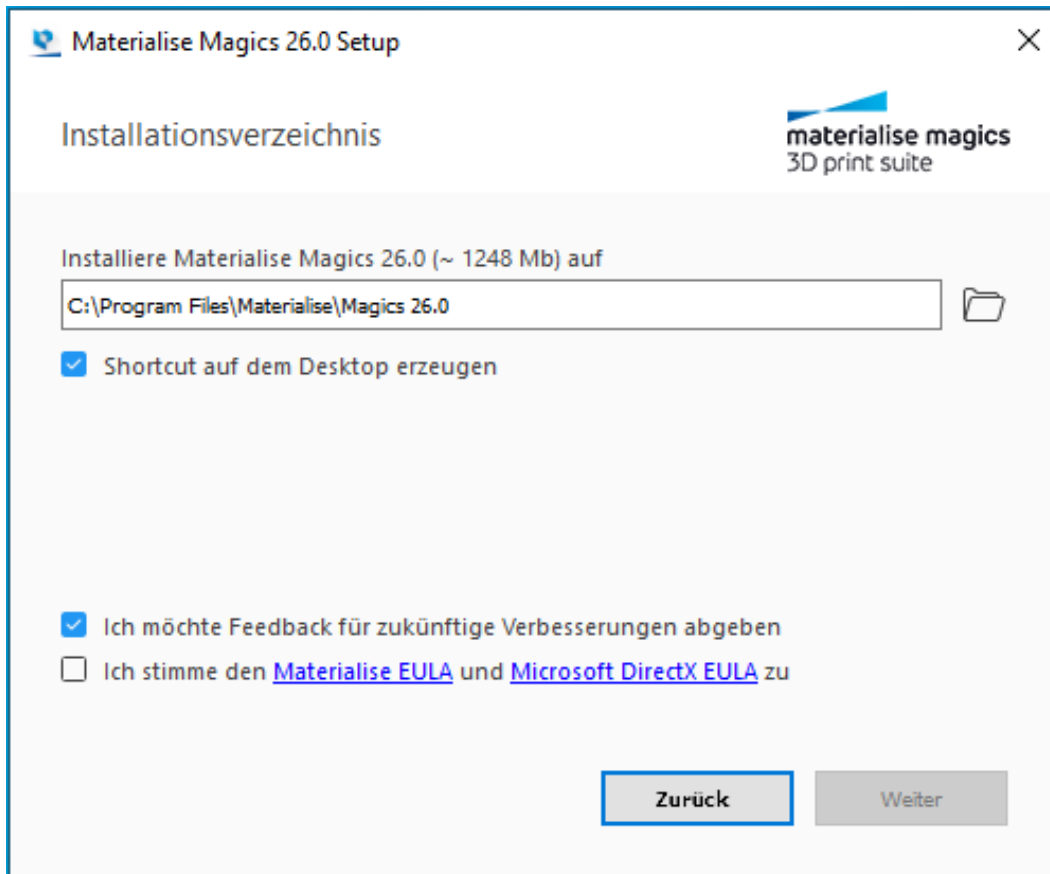 Materialise Magics 26.0 Setup
Installationsverzeichnis
materialise magics
3D print suite
Installiere Materialise Magics 26.0 (~ 1248 Mb) auf
C:\Program Files\Materialise\Magics 26.0
Shortcut auf dem Desktop erzeugen
Ich möchte Feedback für zukünftige Verbesserungen abgeben
Ich stimme den Materialise EULA und Microsoft DirectX EULA zu
Zurück Weiter